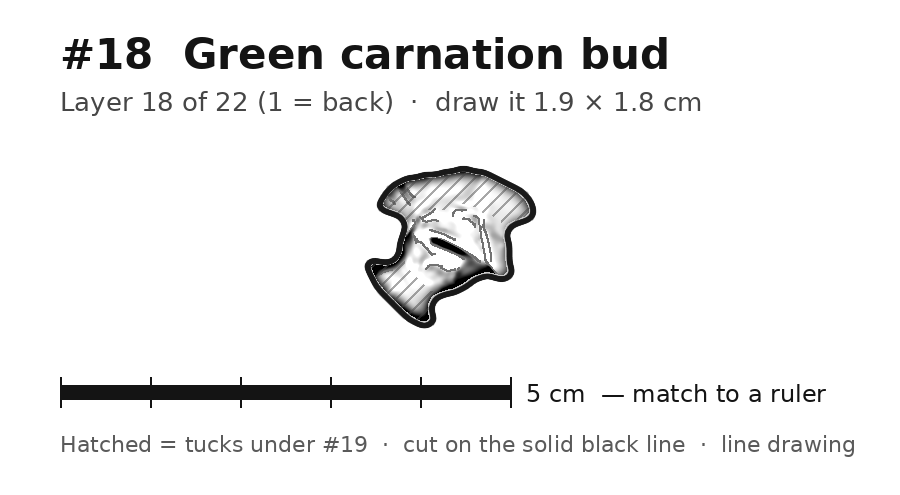 #18 Green carnation bud
Layer 18 of 22 (1 = back) · draw it 1.9 × 1.8 cm
5 cm — match to a ruler
Hatched = tucks under #19 · cut on the solid black line · line drawing